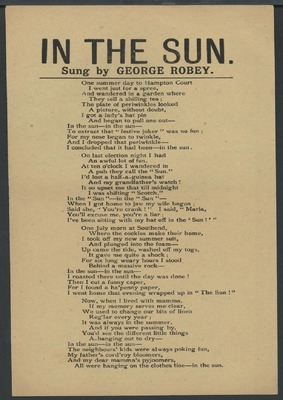 IN THE SUN.
Sung by GEORGE ROBEY.
One summer day to Hampton Court
I went just for a spree,
And wandered in a garden where
They sell a shilling tea;
The plate of periwinkles looked
A picture, without doubt,
I got a lady's hat pin
And began to pull one out—
In the sun—in the sun—
To extract that "festive joker" was no fun;
For my nose began to twinkle,
And I dropped that periwinkle—
I concluded that it had been—in the sun.
On last election night I had
An awful lot of fun,
At ten o'clock I wandered in
A pub they call the "Sun."
I'd lost a half-a-guinea hat
And my grandfather's watch!
It so upset me that till midnight
I was shifting "Scotch."
In the "Sun"—in the "Sun"—
When I got home to jaw my wife begun;
Said she, "You're crack!" I said, "Maria,
You'll excuse me, you're a liar;
I've been sitting with my hat off in the 'Sun!'"
One July morn at Southend,
Where the cockles make their home,
I took off my new summer suit,
And plunged into the foam—
Up came the tide, washed off my togs,
It gave me quite a shock;
For six long weary hours I stood
Behind a massive rock—
In the sun—in the sun—
I roasted there until the day was done!
Then I cut a funny caper,
For I found a ha'penny paper,
I went home that evening wrapped up in "The Sun!"
Now, when I lived with mamma,
If my memory serves me clear,
We used to change our bits of linen
Reg'lar every year;
It was always in the summer,
And if you were passing by,
You'd see the different little things
A-hanging out to dry—
In the sun—in the sun—
The neighbours' kids were always poking fun,
My father's cord'roy bloomers,
And my dear mamma's pyjoomers,
All were hanging on the clothes line—in the sun.